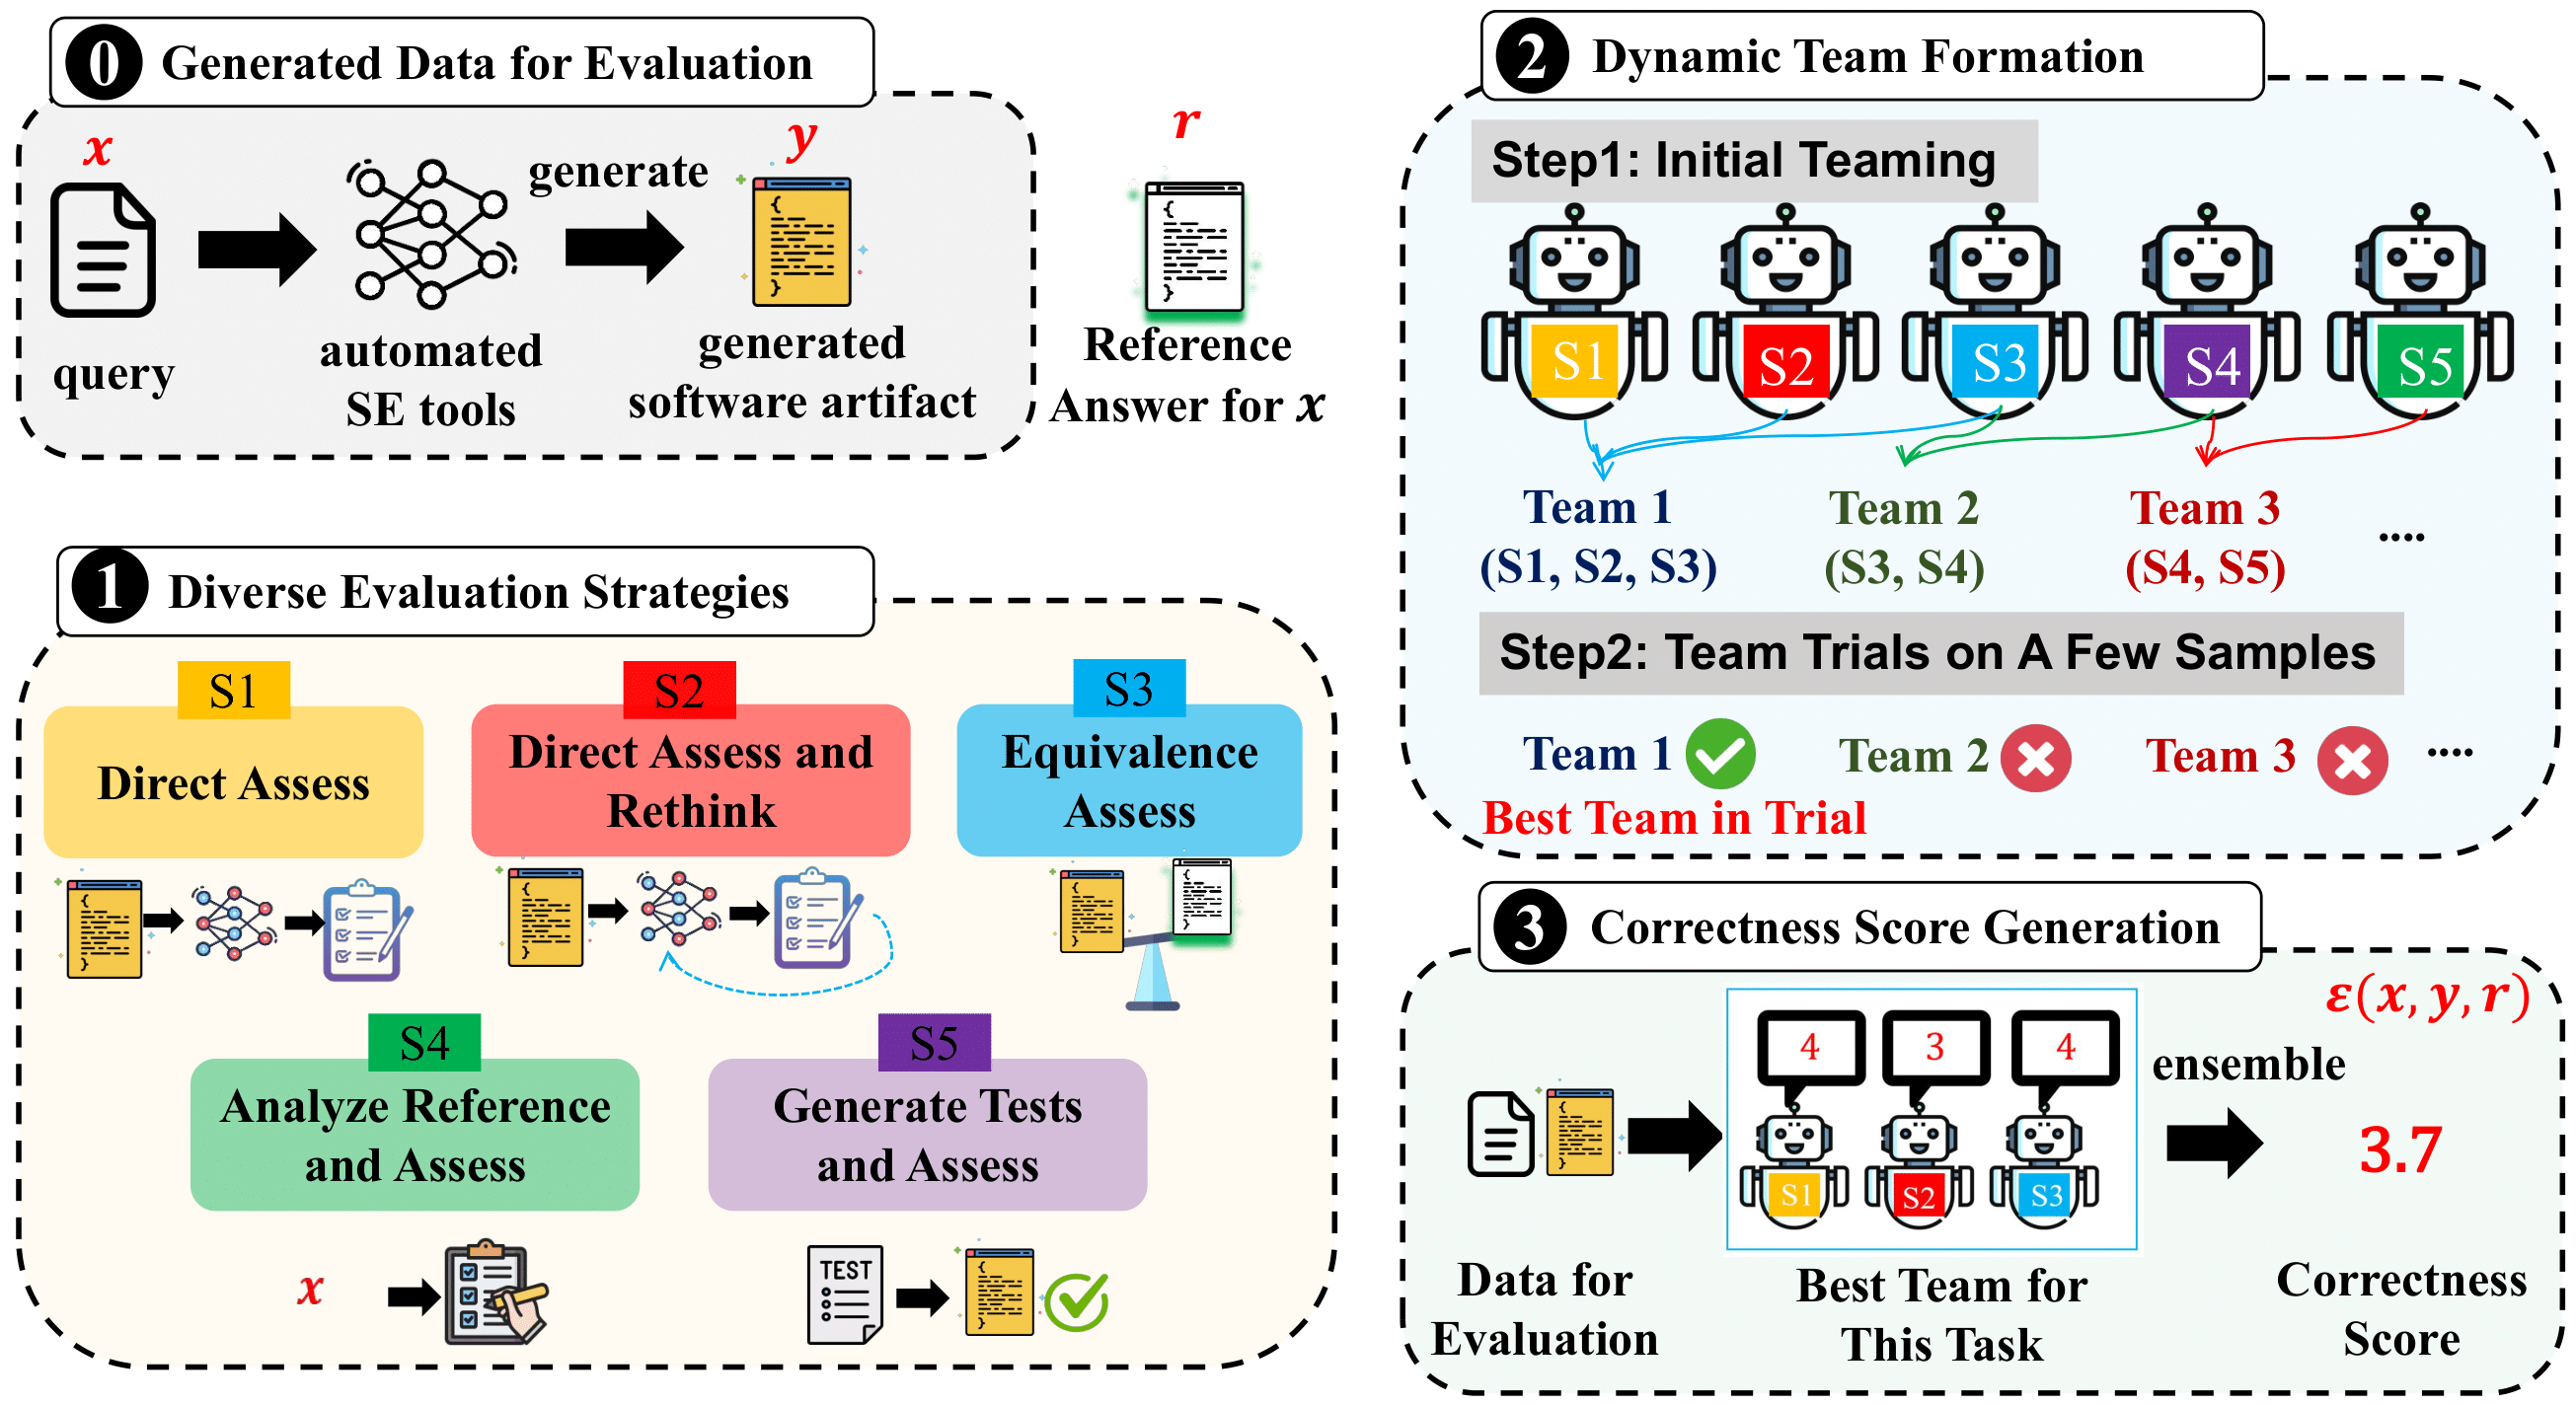 0 Generated Data for Evaluation
x
generate
y
r
query
automated
SE tools
generated
software artifact
Reference
Answer for x
1 Diverse Evaluation Strategies
S1
Direct Assess
S2
Direct Assess and
Rethink
S3
Equivalence
Assess
S4
Analyze Reference
and Assess
S5
Generate Tests
and Assess
x
TEST
2 Dynamic Team Formation
Step1: Initial Teaming
S1 S2 S3 S4 S5
Team 1 Team 2 Team 3 ....
(S1, S2, S3) (S3, S4) (S4, S5)
Step2: Team Trials on A Few Samples
Team 1 Team 2 Team 3 ....
Best Team in Trial
3 Correctness Score Generation
ε(x, y, r)
4 3 4
ensemble
3.7
S1 S2 S3
Data for
Evaluation
Best Team for
This Task
Correctness
Score